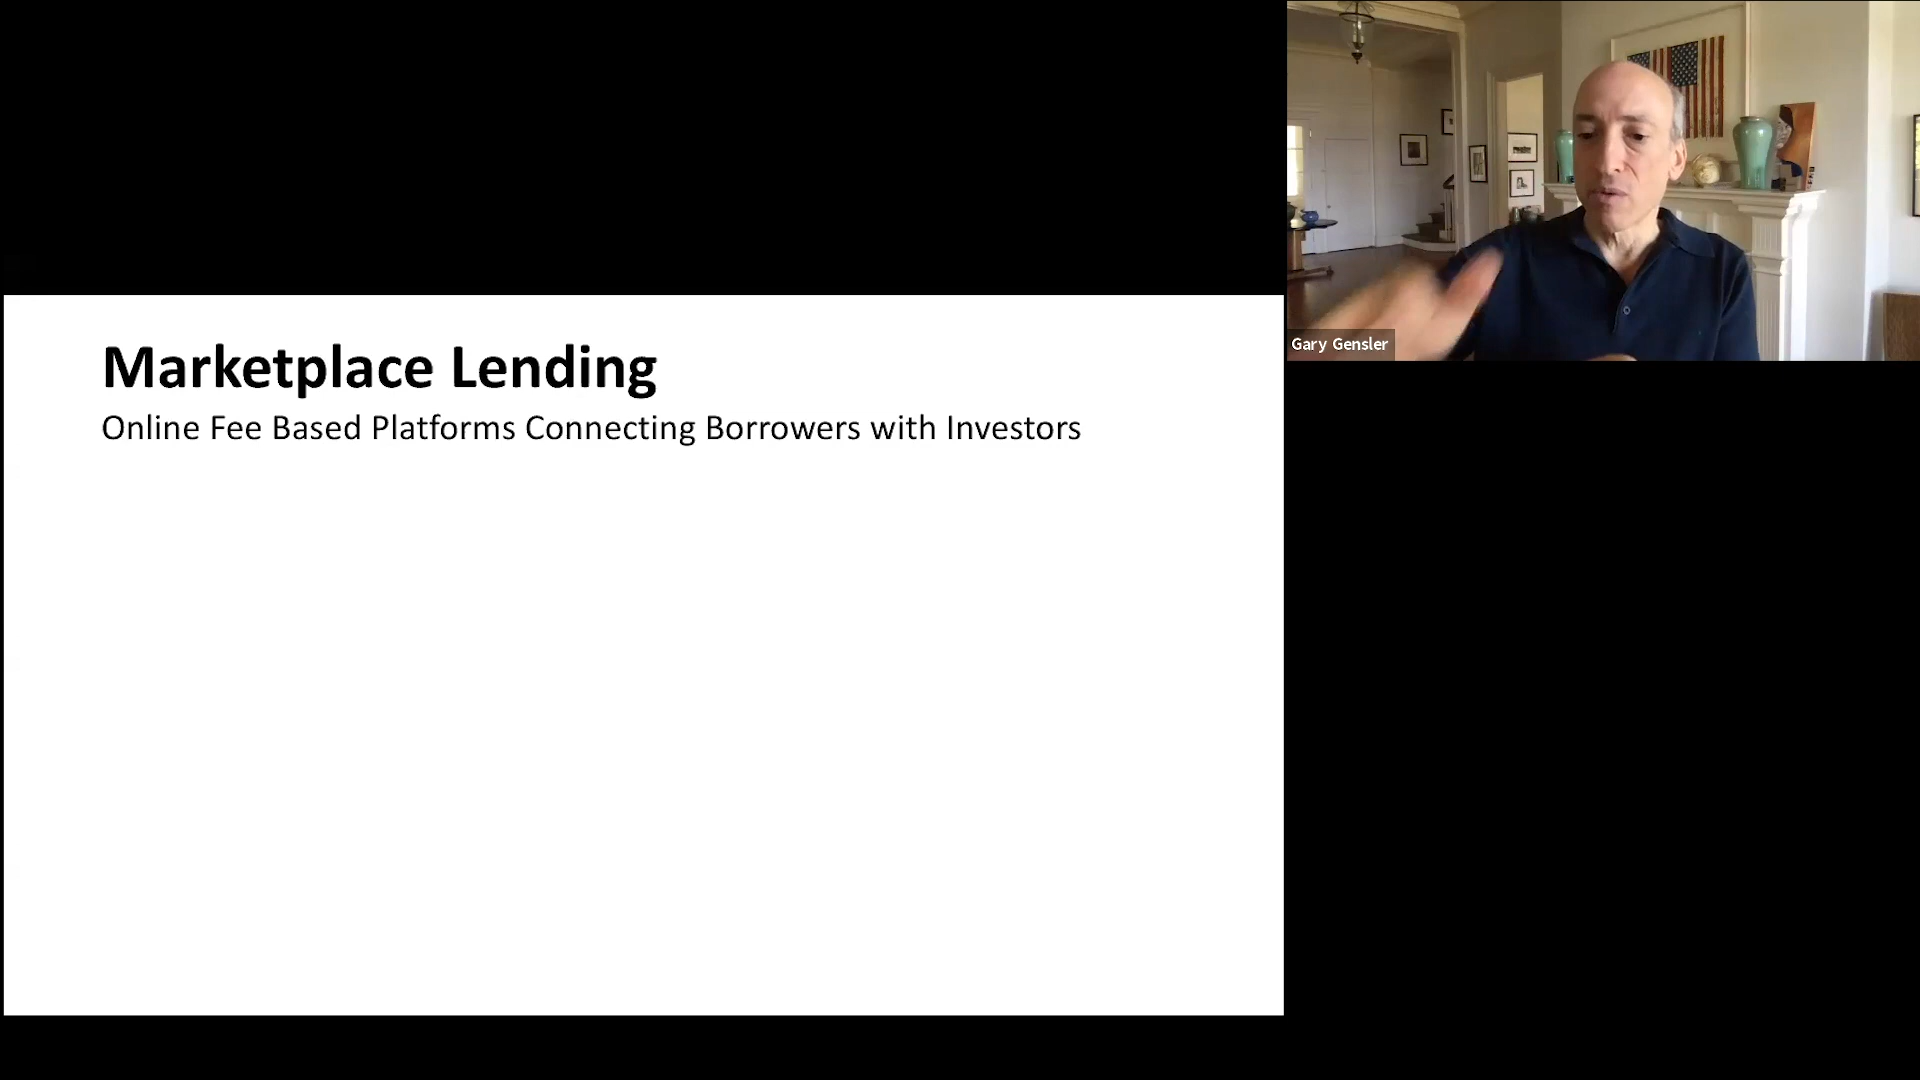 Marketplace Lending
Online Fee Based Platforms Connecting Borrowers with Investors
Gary Gensler